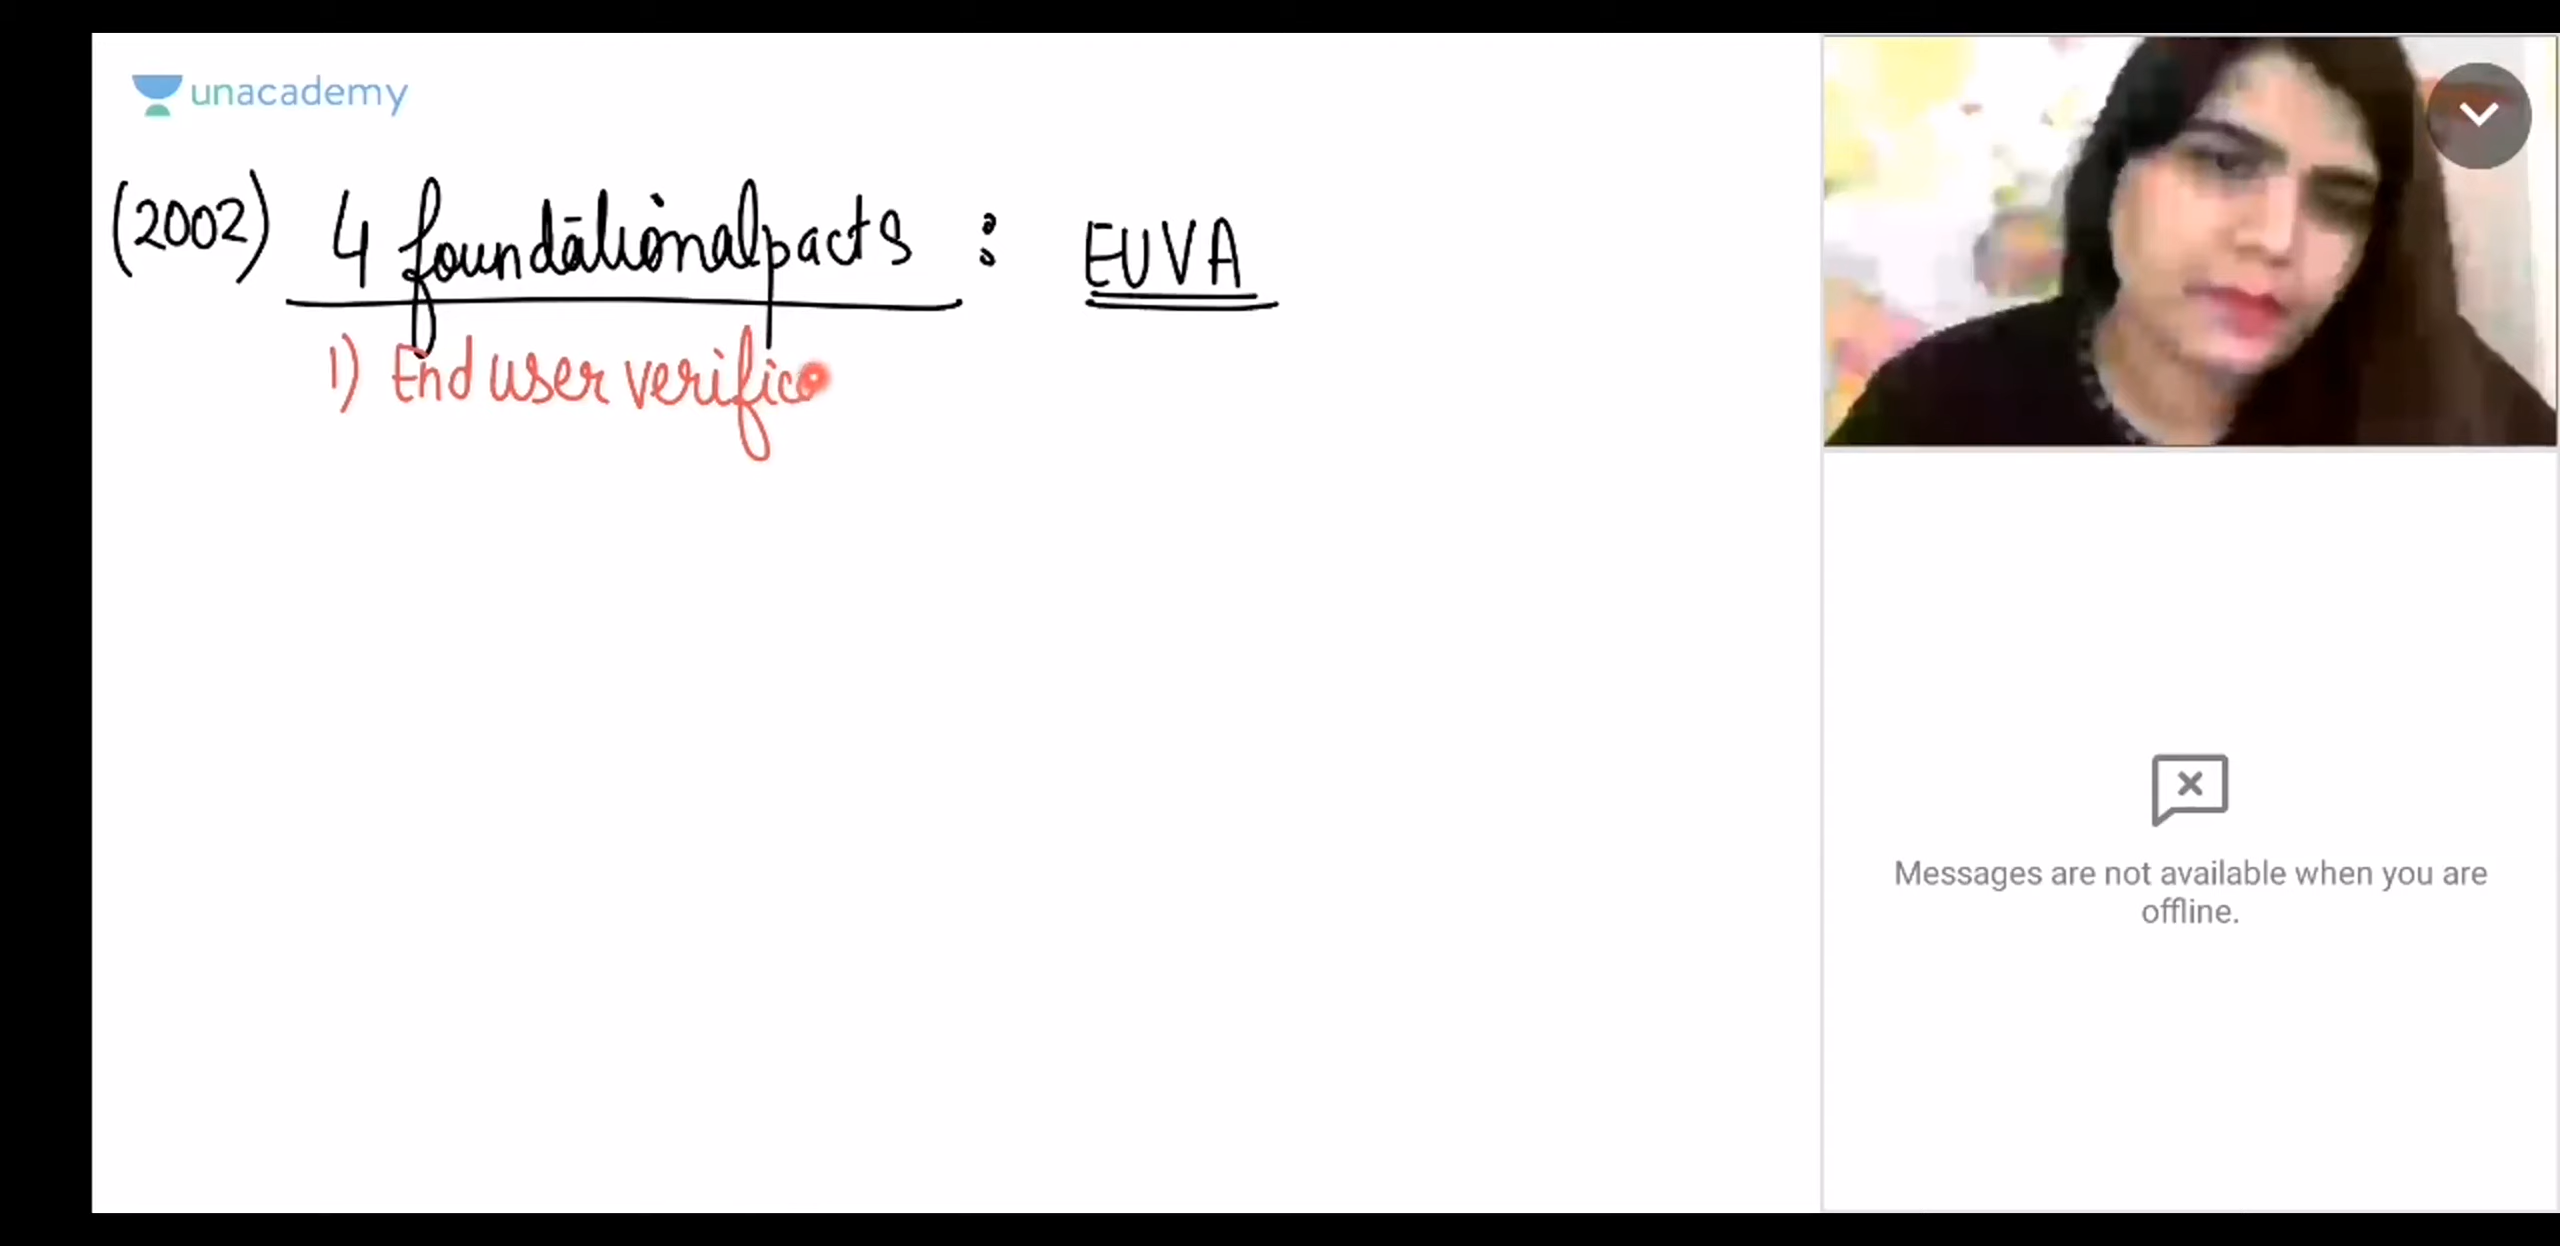 unacademy
(2002) 4 foundational pacts : EUVA
1) End user verifica
Messages are not available when you are
offline.